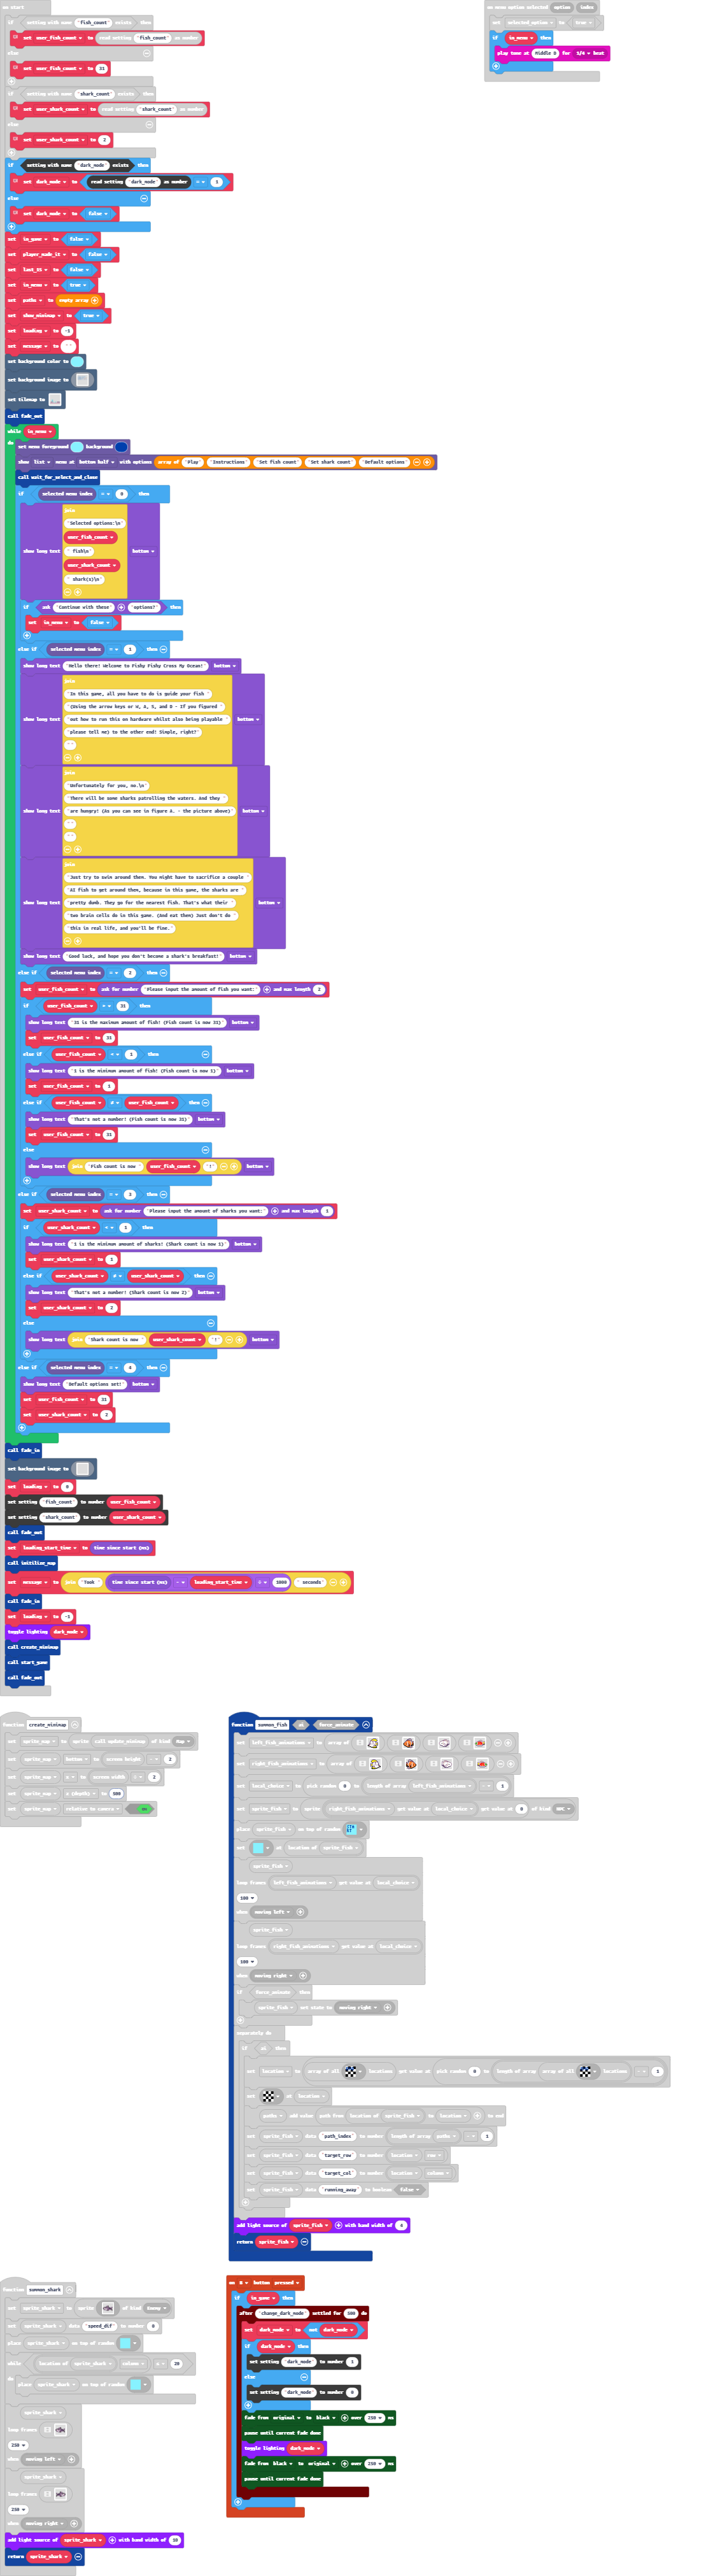 on start
if setting with name "fish_count" exists then
set user_fish_count to read setting "fish_count" as number
else
set user_fish_count to 31
if setting with name "shark_count" exists then
set user_shark_count to read setting "shark_count" as number
else
set user_shark_count to 2
if setting with name "dark_mode" exists then
set dark_mode to read setting "dark_mode" as number = 1
else
set dark_mode to false
set in_game to false
set player_made_it to false
set to false
set in_menu to true
set paths to empty array
set show_minimap to true
set loading to -1
set message to " "
set background color to
set background image to
set tilemap to
call fade_out
while in_menu
do set menu foreground background
show list menu at bottom half with options array of "Play" "Instructions" "Set fish count" "Set shark count" "Default options"
call wait_for_select_and_close
if selected menu index = 0 then
join
"Selected options:\n"
user_fish_count
" fish\n"
show long text bottom
user_shark_count
" shark(s)\n"
if ask "Continue with these" "options?" then
set in_menu to false
else if selected menu index = 1 then
show long text "Hello there! Welcome to Fishy Fishy Cross My Ocean!" bottom
join
"In this game, all you have to do is guide your fish "
"(Using the arrow keys or W, A, S, and D - If you figured "
show long text "out how to run this on hardware whilst also being playable " bottom
"please tell me) to the other end! Simple, right?"
""
join
"Unfortunately for you, no.\n"
"There will be some sharks patrolling the waters. And they "
show long text "are hungry! (As you can see in figure A. - the picture above)" bottom
""
""
join
"Just try to swim around them. You might have to sacrifice a couple "
"AI fish to get around them, because in this game, the sharks are "
show long text "pretty dumb. They go for the nearest fish. That's what their " bottom
"two brain cells do in this game. (And eat them) Just don't do "
"this in real life, and you'll be fine."
show long text "Good luck, and hope you don't become a shark's breakfast!" bottom
else if selected menu index = 2 then
set user_fish_count to ask for number "Please input the amount of fish you want:" and max length 2
if user_fish_count > 31 then
show long text "31 is the maximum amount of fish! (Fish count is now 31)" bottom
set user_fish_count to 31
else if user_fish_count < 1 then
show long text "1 is the minimum amount of fish! (Fish count is now 1)" bottom
set user_fish_count to 1
else if user_fish_count ≠ user_fish_count then
show long text "That's not a number! (Fish count is now 31)" bottom
set user_fish_count to 31
else
show long text join "Fish count is now " user_fish_count "!" bottom
else if selected menu index = 3 then
set user_shark_count to ask for number "Please input the amount of sharks you want:" and max length 1
if user_shark_count < 1 then
show long text "1 is the minimum amount of sharks! (Shark count is now 1)" bottom
set user_shark_count to 1
else if user_shark_count ≠ user_shark_count then
show long text "That's not a number! (Shark count is now 2)" bottom
set user_shark_count to 2
else
show long text join "Shark count is now " user_shark_count "!" bottom
else if selected menu index = 4 then
show long text "Default options set!" bottom
set user_fish_count to 31
set user_shark_count to 2
call fade_in
set background image to
set loading to 0
set setting "fish_count" to number user_fish_count
set setting "shark_count" to number user_shark_count
call fade_out
set loading_start_time to time since start (ms)
call initilize_map
set message to join "Took " time since start (ms) - loading_start_time ÷ 1000 " seconds"
call fade_in
set loading to -1
toggle lighting dark_mode
call create_minimap
call start_game
call fade_out
on menu option selected option index
set selected_option to true
if in_menu then
play tone at Middle D for 1/4 beat
function create_minimap
set sprite_map to sprite call update_minimap of kind Map
set sprite_map bottom to screen height - 2
set sprite_map x to screen width ÷ 2
set sprite_map z (depth) to 500
set sprite_map relation to camera on
function summon_fish ai force_animate
set left_fish_animations to array of
set right_fish_animations to array of
set local_choice to pick random 0 to length of array left_fish_animations - 1
set sprite_fish to sprite right_fish_animations get value at local_choice get value at 0 of kind NPC
place sprite_fish on top of random
set at location of sprite_fish
sprite_fish
loop frames left_fish_animations get value at local_choice
100
when moving left
sprite_fish
loop frames right_fish_animations get value at local_choice
100
when moving right
if force_animate then
sprite_fish set state to moving right
separately do
if ai then
set location to array of all locations get value at pick random 0 to length of array array of all locations - 1
set at location
paths add value path from location of sprite_fish to location to end
set sprite_fish data "path_index" to number length of array paths - 1
set sprite_fish data "target_row" to number location row
set sprite_fish data "target_col" to number location column
set sprite_fish data "running_away" to boolean false
add light source of sprite_fish with band width of 4
return sprite_fish
function summon_shark
set sprite_shark to sprite of kind Enemy
set sprite_shark data "speed_dif" to number 0
place sprite_shark on top of random
while location of sprite_shark column < 20
do place sprite_shark on top of random
sprite_shark
loop frames
250
when moving left
sprite_shark
loop frames
250
when moving right
add light source of sprite_shark with band width of 10
return sprite_shark
on B button pressed
if in_game then
after "change_dark_mode" settled for 500 do
set dark_mode to not dark_mode
if dark_mode then
set setting "dark_mode" to number 1
else
set setting "dark_mode" to number 0
fade from original to black over 250 ms
pause until current fade done
toggle lighting dark_mode
fade from black to original over 250 ms
pause until current fade done